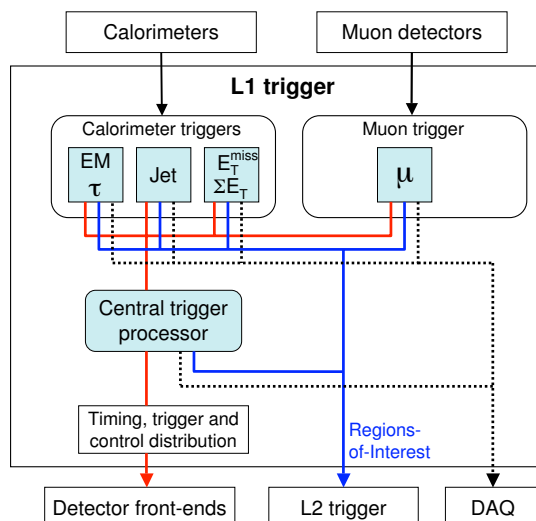 Calorimeters
Muon detectors
L1 trigger
Calorimeter triggers
Muon trigger
EM
τ
Jet
E_T^miss
ΣE_T
μ
Central trigger
processor
Timing, trigger and
control distribution
Regions-
of-Interest
Detector front-ends
L2 trigger
DAQ